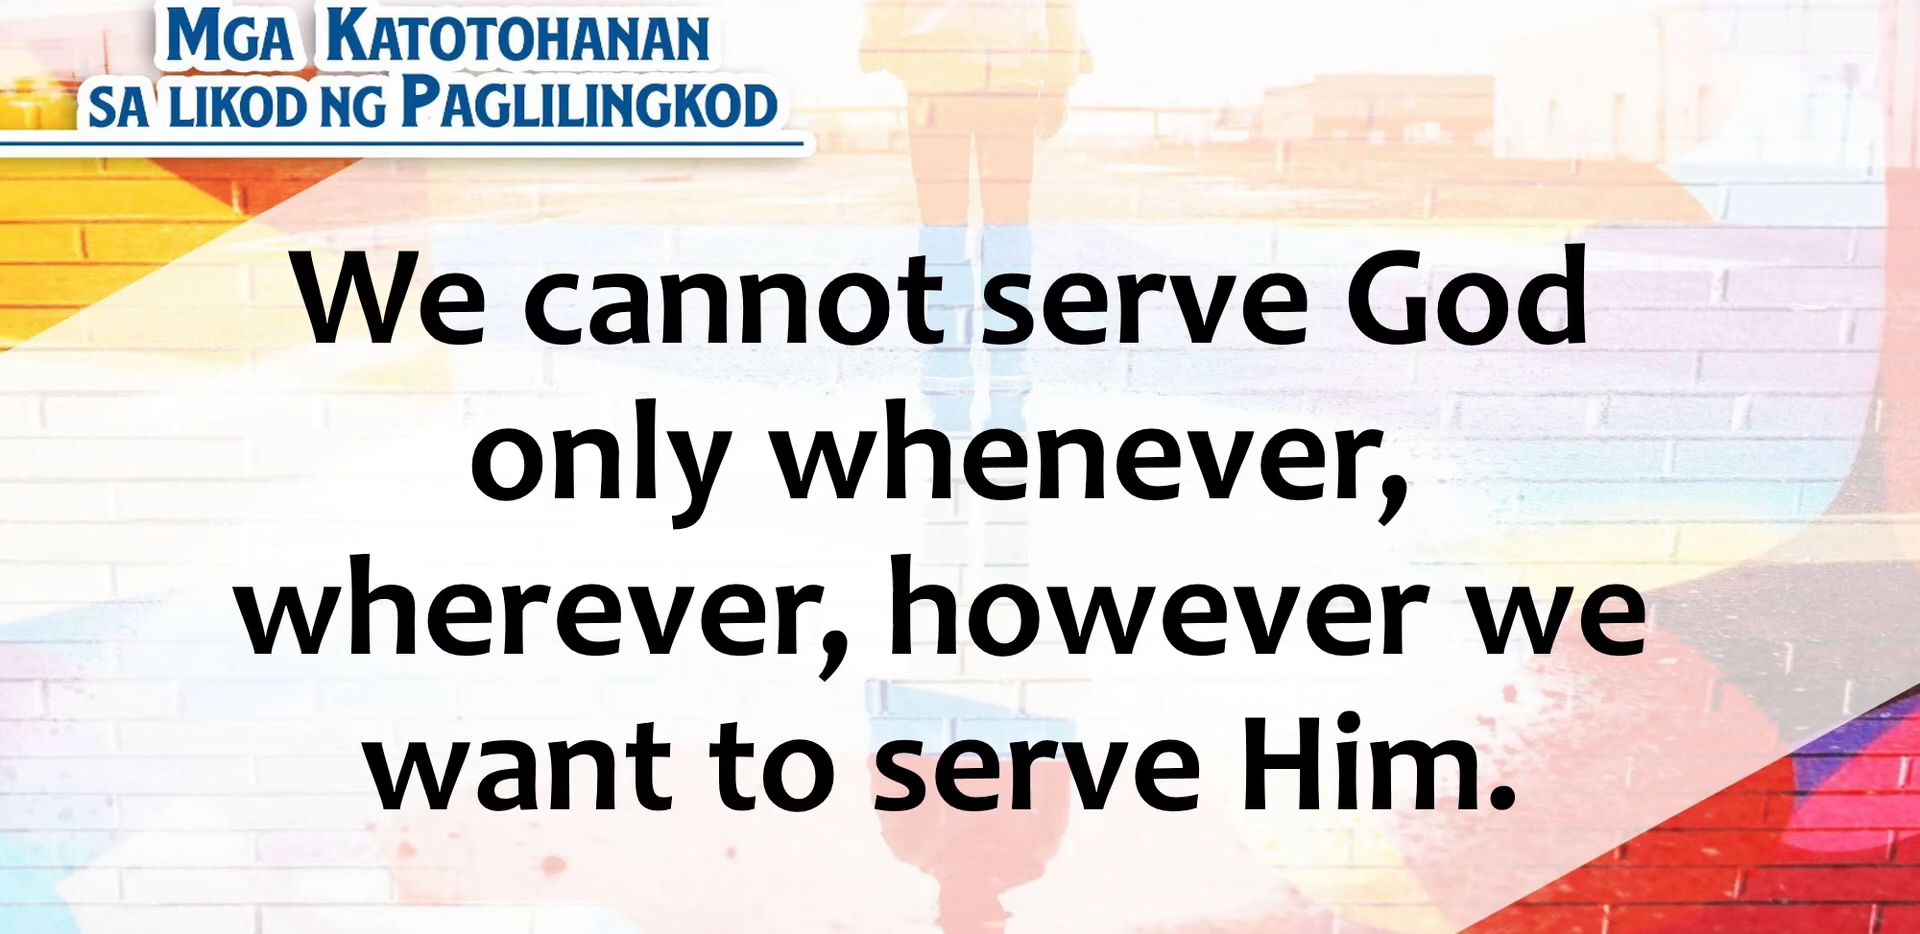 MGA KATOTOHANAN
SA LIKOD NG PAGLILINGKOD
We cannot serve God
only whenever,
wherever, however we
want to serve Him.